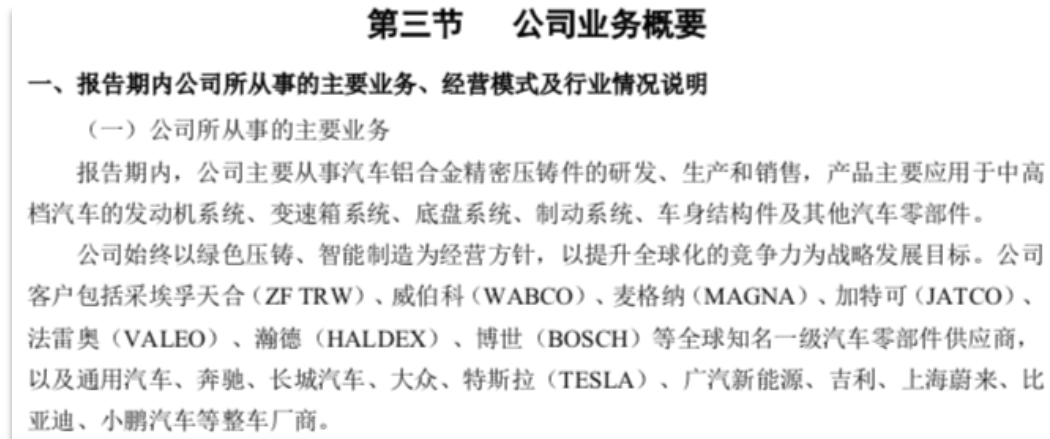 第三节 公司业务概要
一、报告期内公司所从事的主要业务、经营模式及行业情况说明
（一）公司所从事的主要业务
报告期内，公司主要从事汽车铝合金精密压铸件的研发、生产和销售，产品主要应用于中高
档汽车的发动机系统、变速箱系统、底盘系统、制动系统、车身结构件及其他汽车零部件。
公司始终以绿色压铸、智能制造为经营方针，以提升全球化的竞争力为战略发展目标。公司
客户包括采埃孚天合（ZF TRW）、威伯科（WABCO）、麦格纳（MAGNA）、加特可（JATCO）、
法雷奥（VALEO）、瀚德（HALDEX）、博世（BOSCH）等全球知名一级汽车零部件供应商，
以及通用汽车、奔驰、长城汽车、大众、特斯拉（TESLA）、广汽新能源、吉利、上海蔚来、比
亚迪、小鹏汽车等整车厂商。